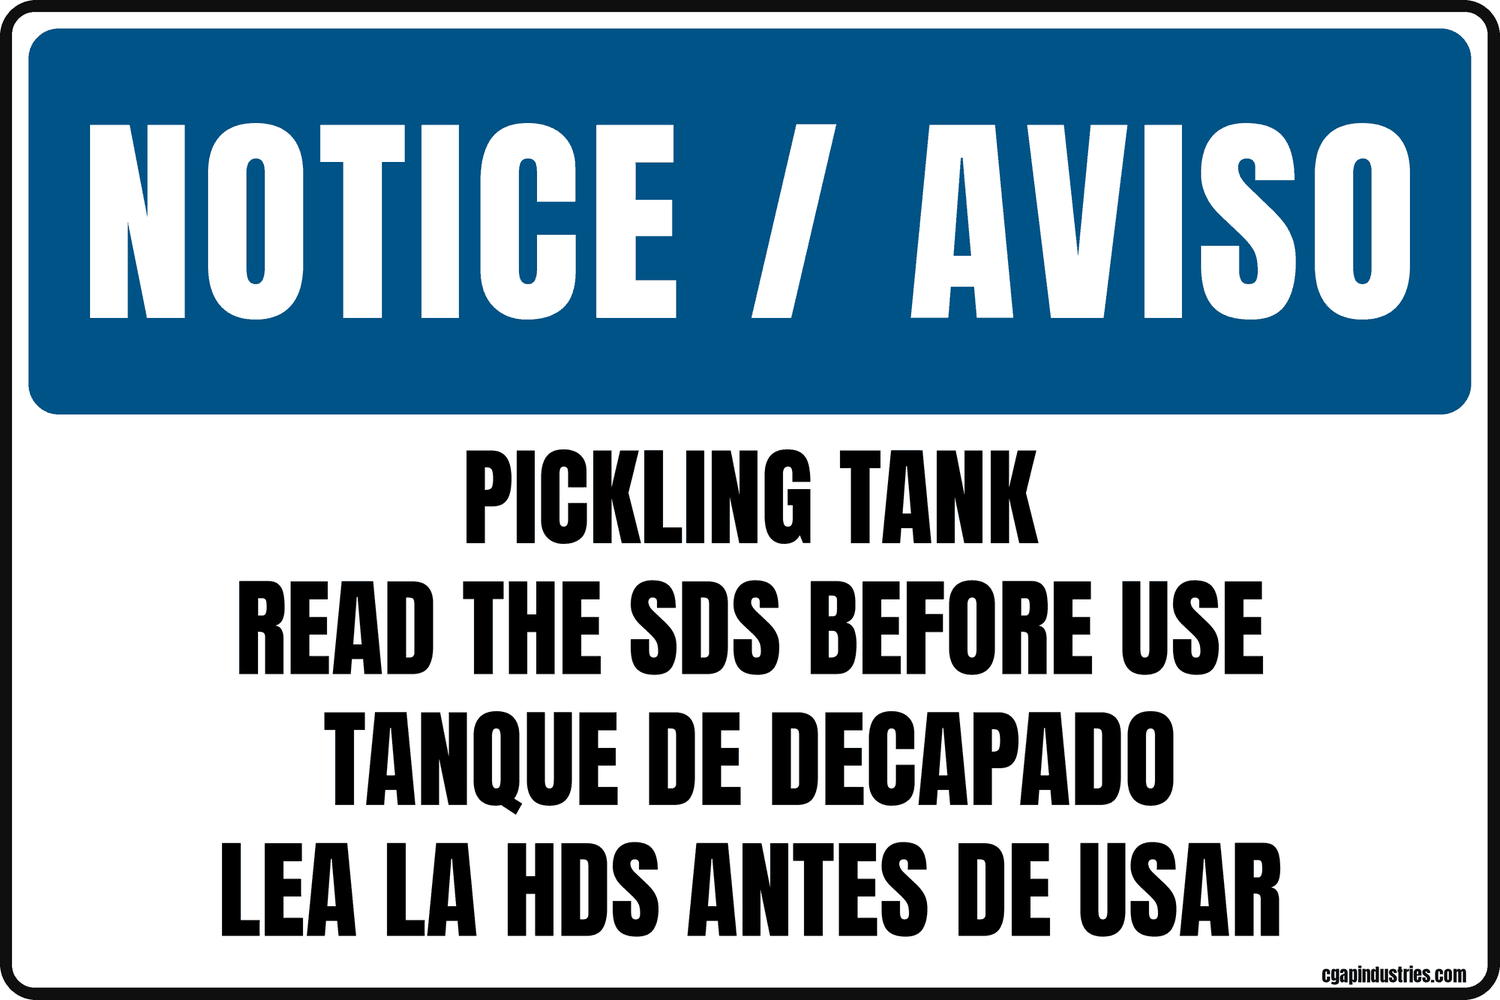 NOTICE / AVISO
PICKLING TANK
READ THE SDS BEFORE USE
TANQUE DE DECAPADO
LEA LA HDS ANTES DE USAR
cgapindustries.com